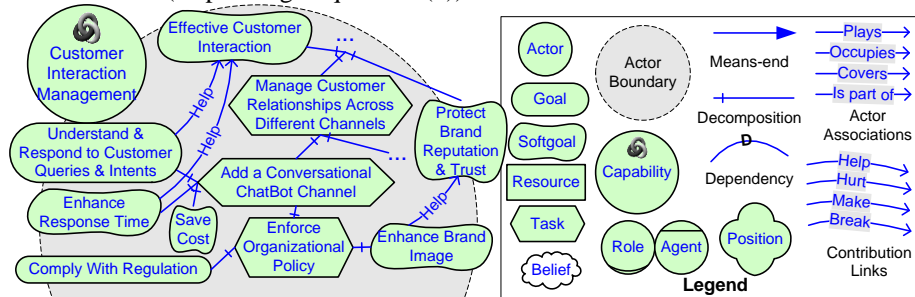 Customer
Interaction
Management
Effective Customer
Interaction
...
Manage Customer
Relationships Across
Different Channels
Protect
Brand
Reputation
& Trust
Help
Help
Understand &
Respond to Customer
Queries & Intents
...
Add a Conversational
ChatBot Channel
Enhance
Response Time
Save
Cost
Help
Enforce
Organizational
Policy
Enhance Brand
Image
Comply With Regulation
Actor
Goal
Softgoal
Resource
Task
Belief
Actor
Boundary
Capability
Role
Agent
Means-end
Decomposition
D
Dependency
Position
Legend
Plays
Occupies
Covers
Is part of
Actor
Associations
Help
Hurt
Make
Break
Contribution
Links